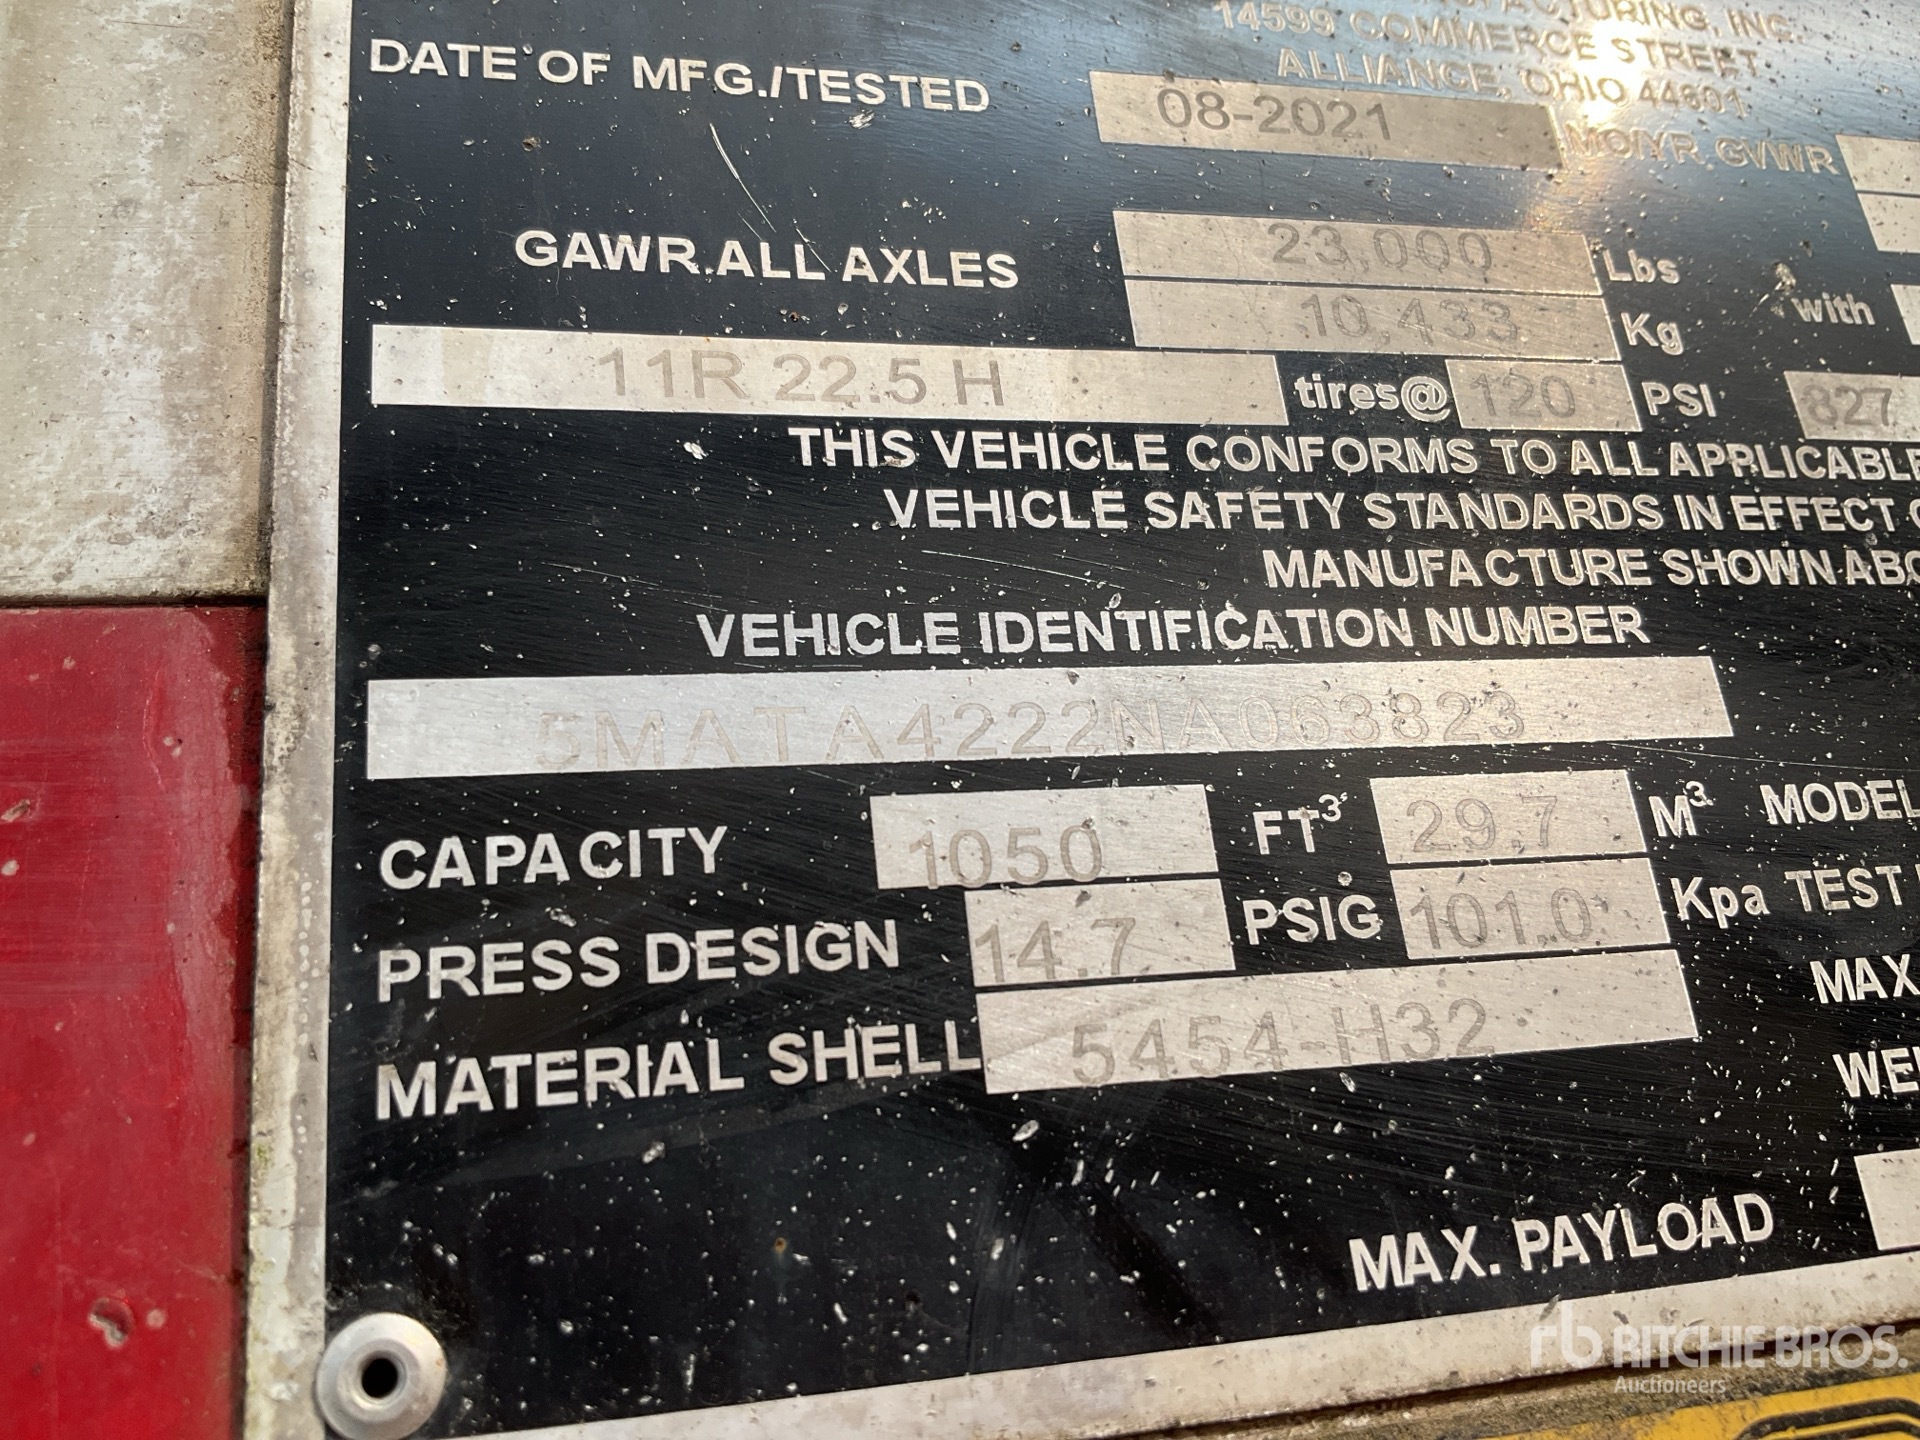 14599 COMMERCE STREET
ALLIANCE, OHIO 44601
DATE OF MFG./TESTED 08-2021 MO/YR GVWR
GAWR ALL AXLES 23,000 Lbs
10,433 Kg with
11R 22.5 H tires@ 120 PSI 827
THIS VEHICLE CONFORMS TO ALL APPLICABLE
VEHICLE SAFETY STANDARDS IN EFFECT
MANUFACTURE SHOWN
VEHICLE IDENTIFICATION NUMBER
5MATA4222NA063823
CAPACITY 1050 FT³ 29.7 M³ MODEL
PRESS DESIGN 14.7 PSIG 101.0 Kpa TEST
MATERIAL SHELL 5454-H32 MAX.
MAX. PAYLOAD
rb RITCHIE BROS.
Auctioneers